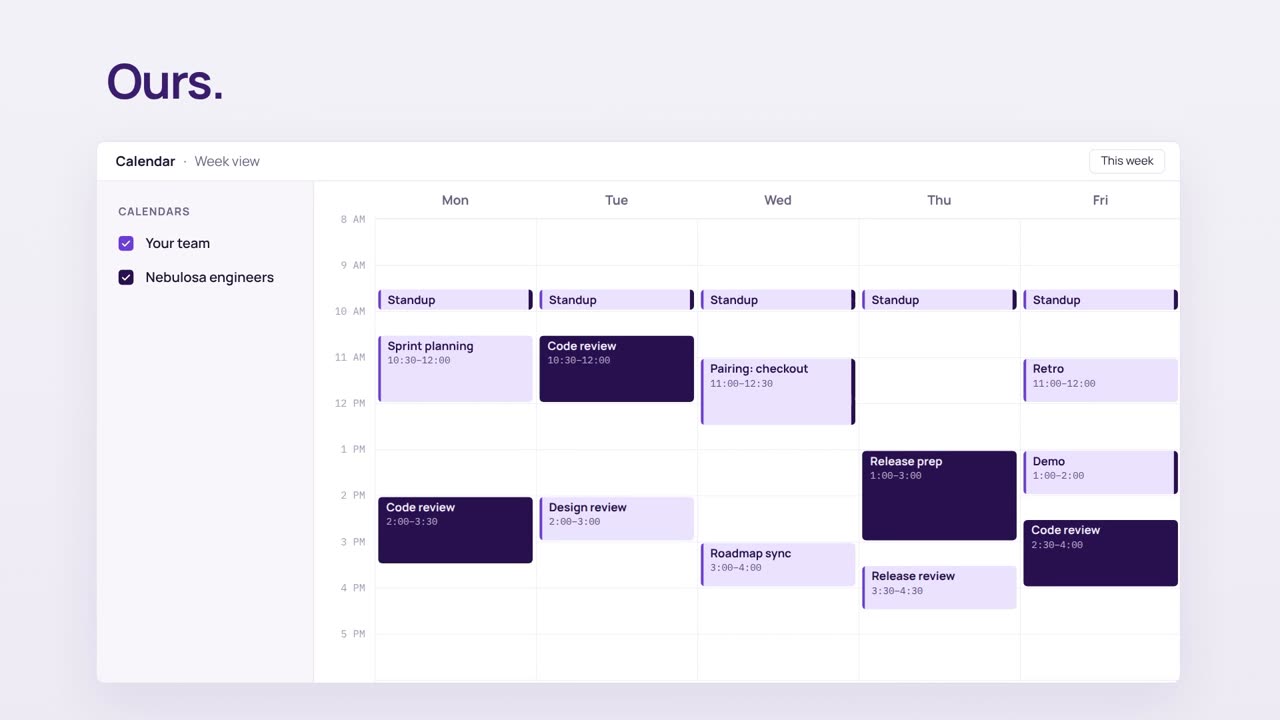 Ours.
Calendar · Week view
This week
CALENDARS
Your team
Nebulosa engineers
Mon Tue Wed Thu Fri
8 AM
9 AM
10 AM
11 AM
12 PM
1 PM
2 PM
3 PM
4 PM
5 PM
Standup
Sprint planning
10:30–12:00
Code review
2:00–3:30
Standup
Code review
10:30–12:00
Design review
2:00–3:00
Standup
Pairing: checkout
11:00–12:30
Roadmap sync
3:00–4:00
Standup
Release prep
1:00–3:00
Release review
3:30–4:30
Standup
Retro
11:00–12:00
Demo
1:00–2:00
Code review
2:30–4:00